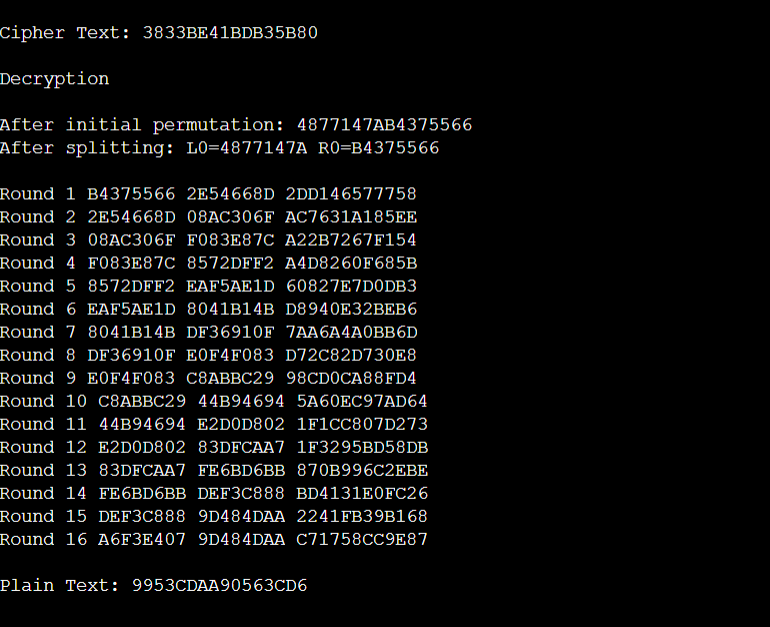 Cipher Text: 3833BE41BDB35B80
Decryption
After initial permutation: 4877147AB4375566
After splitting: L0=4877147A R0=B4375566
Round 1 B4375566 2E54668D 2DD146577758
Round 2 2E54668D 08AC306F AC7631A185EE
Round 3 08AC306F F083E87C A22B7267F154
Round 4 F083E87C 8572DFF2 A4D8260F685B
Round 5 8572DFF2 EAF5AE1D 60827E7D0DB3
Round 6 EAF5AE1D 8041B14B D8940E32BEB6
Round 7 8041B14B DF36910F 7AA6A4A0BB6D
Round 8 DF36910F E0F4F083 D72C82D730E8
Round 9 E0F4F083 C8ABBC29 98CD0CA88FD4
Round 10 C8ABBC29 44B94694 5A60EC97AD64
Round 11 44B94694 E2D0D802 1F1CC807D273
Round 12 E2D0D802 83DFCAA7 1F3295BD58DB
Round 13 83DFCAA7 FE6BD6BB 870B996C2EBE
Round 14 FE6BD6BB DEF3C888 BD4131E0FC26
Round 15 DEF3C888 9D484DAA 2241FB39B168
Round 16 A6F3E407 9D484DAA C71758CC9E87
Plain Text: 9953CDAA90563CD6